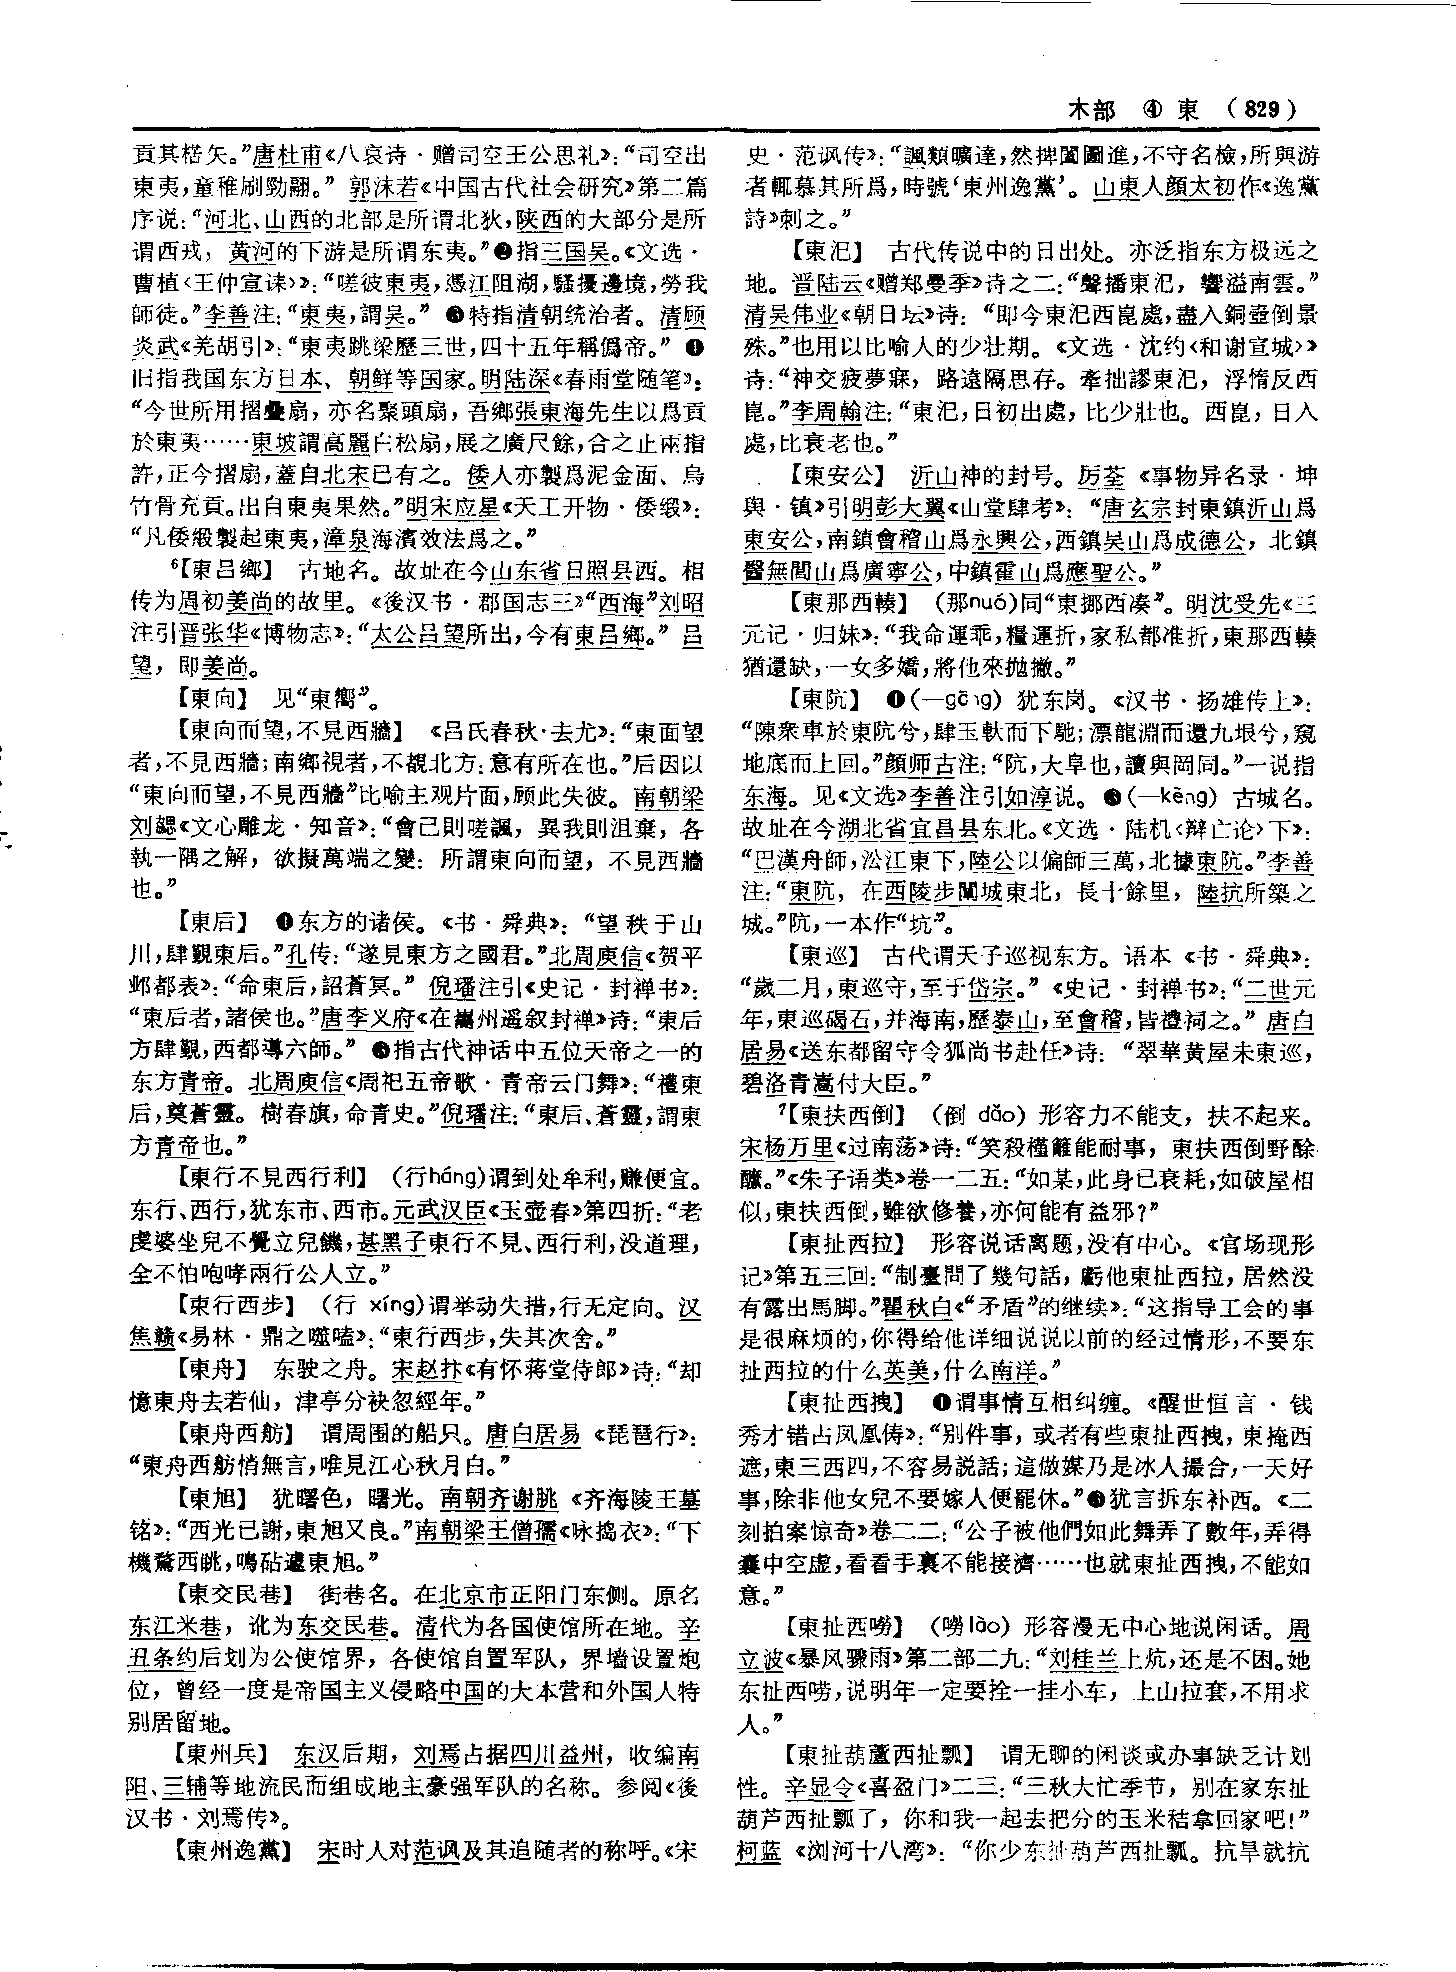 木部 ④ 東 （829）
貢其楛矢。”唐杜甫《八哀诗·赠司空王公思礼》：“司空出
東夷，童稚刷勁翮。” 郭沫若《中国古代社会研究》第二篇
序说：“河北、山西的北部是所谓北狄，陕西的大部分是所
谓西戎，黄河的下游是所谓东夷。”❷指三国吴。《文选·
曹植〈王仲宣诔〉》：“嗟彼東夷，憑江阻湖，騷擾邊境，勞我
師徒。”李善注：“東夷，謂吴。” ❸特指清朝统治者。清顾
炎武《羌胡引》：“東夷跳梁歷三世，四十五年稱僞帝。” ❹
旧指我国东方日本、朝鲜等国家。明陆深《春雨堂随笔》：
“今世所用摺疊扇，亦名聚頭扇，吾鄉張東海先生以爲貢
於東夷……東坡謂高麗白松扇，展之廣尺餘，合之止兩指
許，正今摺扇，蓋自北宋已有之。倭人亦製爲泥金面、烏
竹骨充貢。出自東夷果然。”明宋应星《天工开物·倭缎》：
“凡倭緞製起東夷，漳泉海濱效法爲之。”
⁶【東吕鄉】 古地名。故址在今山东省日照县西。相
传为周初姜尚的故里。《後汉书·郡国志三》“西海”刘昭
注引晋张华《博物志》：“太公吕望所出，今有東吕鄉。” 吕
望，即姜尚。
【東向】 见“東嚮”。
【東向而望，不見西牆】 《吕氏春秋·去尤》：“東面望
者，不見西牆；南鄉視者，不覩北方：意有所在也。”后因以
“東向而望，不見西牆”比喻主观片面，顾此失彼。南朝梁
刘勰《文心雕龙·知音》：“會己則嗟諷，異我則沮棄，各
執一隅之解，欲擬萬端之變：所謂東向而望，不見西牆
也。”
【東后】 ❶东方的诸侯。《书·舜典》：“望秩于山
川，肆覲東后。”孔传：“遂見東方之國君。”北周庾信《贺平
邺都表》：“命東后，詔蒼冥。” 倪璠注引《史记·封禅书》：
“東后者，諸侯也。”唐李义府《在巂州遥叙封禅》诗：“東后
方肆覲，西都導六師。” ❷指古代神话中五位天帝之一的
东方青帝。北周庾信《周祀五帝歌·青帝云门舞》：“禮東
后，奠蒼靈。樹春旗，命青史。”倪璠注：“東后、蒼靈，謂東
方青帝也。”
【東行不見西行利】 （行háng)谓到处牟利，赚便宜。
东行、西行，犹东市、西市。元武汉臣《玉壶春》第四折：“老
虔婆坐兒不覺立兒饑，甚黑子東行不見、西行利，没道理，
全不怕咆哮兩行公人立。”
【東行西步】 （行 xíng)谓举动失措，行无定向。汉
焦赣《易林·鼎之噬嗑》：“東行西步，失其次舍。”
【東舟】 东驶之舟。宋赵抃《有怀蒋堂侍郎》诗：“却
憶東舟去若仙，津亭分袂忽經年。”
【東舟西舫】 谓周围的船只。唐白居易《琵琶行》：
“東舟西舫悄無言，唯見江心秋月白。”
【東旭】 犹曙色，曙光。南朝齐谢朓《齐海陵王墓
铭》：“西光已謝，東旭又良。”南朝梁王僧孺《咏捣衣》：“下
機鶩西眺，鳴砧遽東旭。”
【東交民巷】 街巷名。在北京市正阳门东侧。原名
东江米巷，讹为东交民巷。清代为各国使馆所在地。辛
丑条约后划为公使馆界，各使馆自置军队，界墙设置炮
位，曾经一度是帝国主义侵略中国的大本营和外国人特
别居留地。
【東州兵】 东汉后期，刘焉占据四川益州，收编南
阳、三辅等地流民而组成地主豪强军队的名称。参阅《後
汉书·刘焉传》。
【東州逸黨】 宋时人对范讽及其追随者的称呼。《宋
史·范讽传》：“諷類曠達，然捭闔圖進，不守名檢，所與游
者輒慕其所爲，時號‘東州逸黨’。山東人顔太初作《逸黨
詩》刺之。”
【東汜】 古代传说中的日出处。亦泛指东方极远之
地。晋陆云《赠郑曼季》诗之二：“聲播東汜，響溢南雲。”
清吴伟业《朝日坛》诗：“即今東汜西崑處，盡入銅壺倒景
殊。”也用以比喻人的少壮期。《文选·沈约〈和谢宣城〉》
诗：“神交疲夢寐，路遠隔思存。牽拙謬東汜，浮惰反西
崑。”李周翰注：“東汜，日初出處，比少壯也。西崑，日入
處，比衰老也。”
【東安公】 沂山神的封号。厉荃《事物异名录·坤
舆·镇》引明彭大翼《山堂肆考》：“唐玄宗封東鎮沂山爲
東安公，南鎮會稽山爲永興公，西鎮吴山爲成德公，北鎮
醫無閭山爲廣寧公，中鎮霍山爲應聖公。”
【東那西輳】 （那nuó)同“東挪西凑”。明沈受先《三
元记·归妹》：“我命運乖，糧運折，家私都准折，東那西輳
猶還缺，一女多嬌，將他來抛撇。”
【東阬】 ❶（—gāng) 犹东岗。《汉书·扬雄传上》：
“陳衆車於東阬兮，肆玉軑而下馳；漂龍淵而還九垠兮，窺
地底而上回。”顔师古注：“阬，大阜也，讀與岡同。”一说指
东海。见《文选》李善注引如淳说。❷（—kēng) 古城名。
故址在今湖北省宜昌县东北。《文选·陆机〈辩亡论〉下》：
“巴漢舟師，沿江東下，陸公以偏師三萬，北據東阬。”李善
注：“東阬，在西陵步闡城東北，長十餘里，陸抗所築之
城。”阬，一本作“坑”。
【東巡】 古代谓天子巡视东方。语本《书·舜典》：
“歲二月，東巡守，至于岱宗。”《史记·封禅书》：“二世元
年，東巡碣石，并海南，歷泰山，至會稽，皆禮祠之。” 唐白
居易《送东都留守令狐尚书赴任》诗：“翠華黄屋未東巡，
碧洛青嵩付大臣。”
⁷【東扶西倒】 （倒 dǎo) 形容力不能支，扶不起来。
宋杨万里《过南荡》诗：“笑殺槿籬能耐事，東扶西倒野酴
醿。”《朱子语类》卷一二五：“如某，此身已衰耗，如破屋相
似，東扶西倒，雖欲修養，亦何能有益邪？”
【東扯西拉】 形容说话离题，没有中心。《官场现形
记》第五三回：“制臺問了幾句話，虧他東扯西拉，居然没
有露出馬脚。”瞿秋白《“矛盾”的继续》：“这指导工会的事
是很麻烦的，你得给他详细说说以前的经过情形，不要东
扯西拉的什么英美，什么南洋。”
【東扯西拽】 ❶谓事情互相纠缠。《醒世恒言·钱
秀才错占凤凰俦》：“别件事，或者有些東扯西拽，東掩西
遮，東三西四，不容易説話；這做媒乃是冰人撮合，一天好
事，除非他女兒不要嫁人便罷休。”❷犹言拆东补西。《二
刻拍案惊奇》卷二二：“公子被他們如此舞弄了數年，弄得
囊中空虚，看看手裏不能接濟……也就東扯西拽，不能如
意。”
【東扯西嘮】 （嘮lào) 形容漫无中心地说闲话。周
立波《暴风骤雨》第二部二九：“刘桂兰上炕，还是不困。她
东扯西唠，说明年一定要拴一挂小车，上山拉套，不用求
人。”
【東扯葫蘆西扯瓢】 谓无聊的闲谈或办事缺乏计划
性。辛显令《喜盈门》二三：“三秋大忙季节，别在家东扯
葫芦西扯瓢了，你和我一起去把分的玉米秸拿回家吧！”
柯蓝《浏河十八湾》：“你少东扯葫芦西扯瓢。抗旱就抗